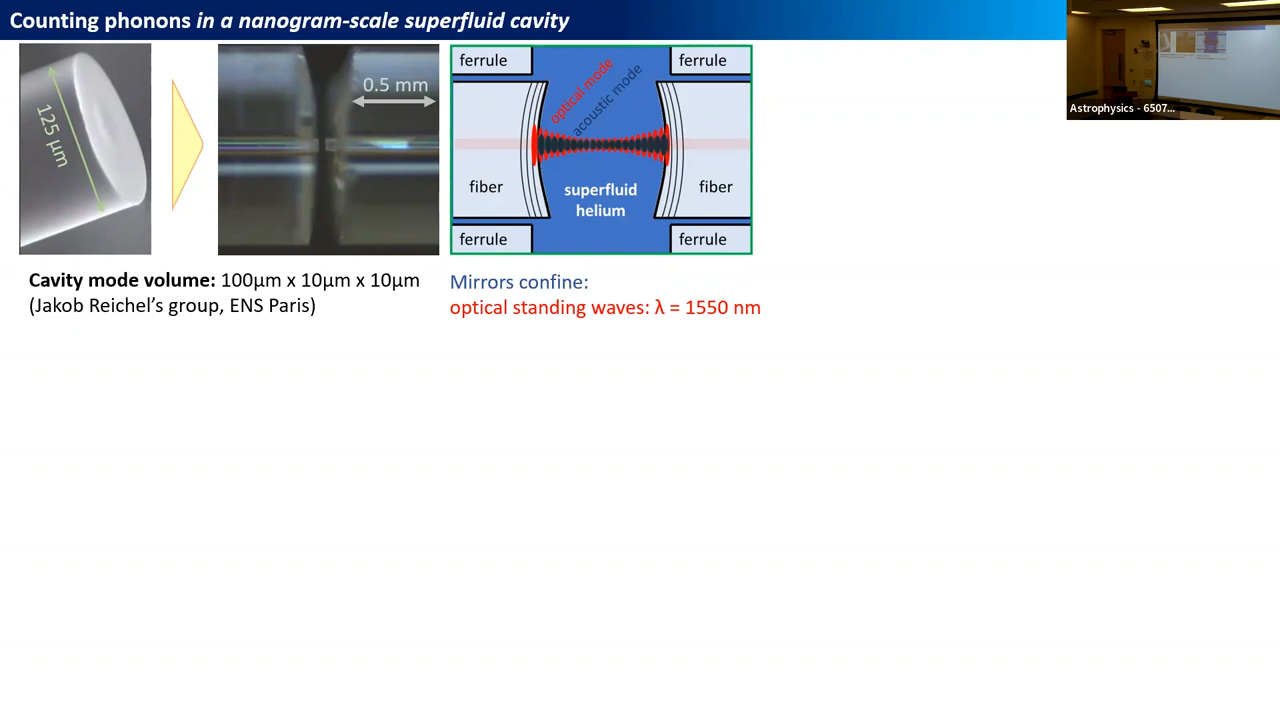 Counting phonons in a nanogram-scale superfluid cavity
Astrophysics - 6507...
125 µm
0.5 mm
ferrule
ferrule
optical mode
acoustic mode
fiber
superfluid
helium
fiber
ferrule
ferrule
Cavity mode volume: 100µm x 10µm x 10µm
(Jakob Reichel’s group, ENS Paris)
Mirrors confine:
optical standing waves: λ = 1550 nm